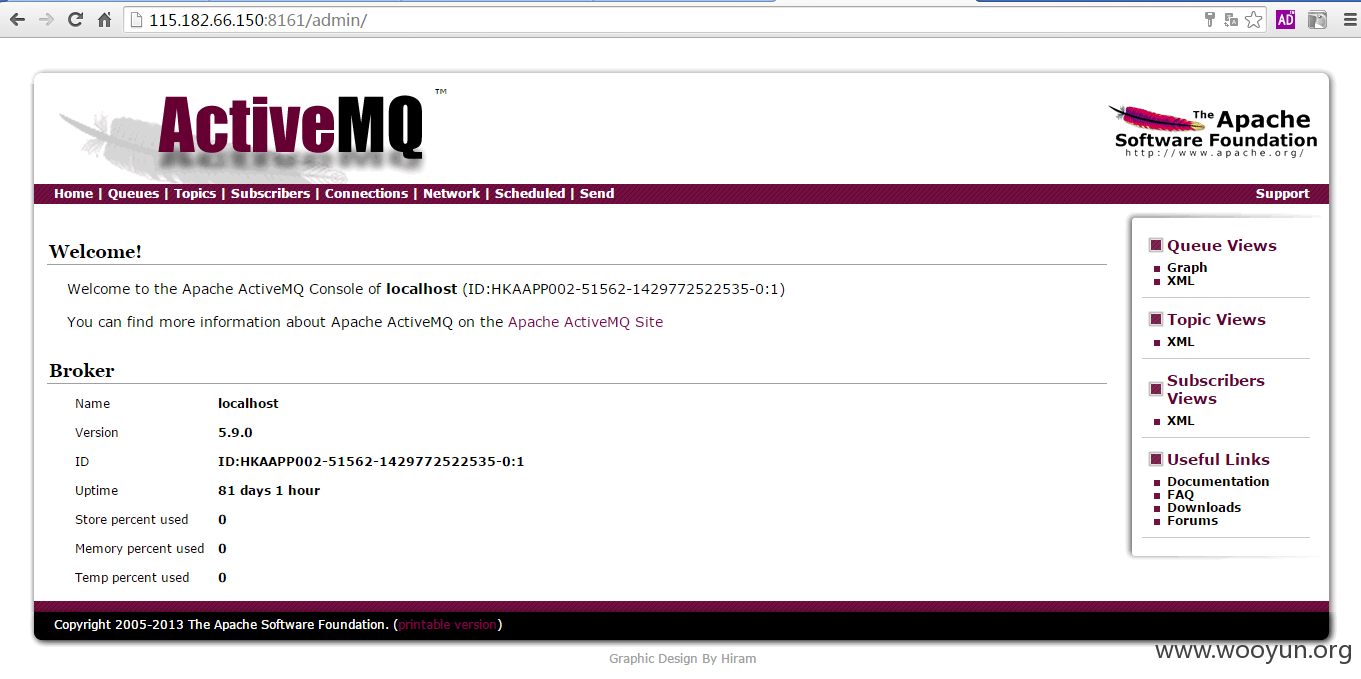 115.182.66.150:8161/admin/
AD
ActiveMQ ™
The Apache
Software Foundation
http://www.apache.org/
Home | Queues | Topics | Subscribers | Connections | Network | Scheduled | Send
Support
Welcome!
Welcome to the Apache ActiveMQ Console of localhost (ID:HKAAPP002-51562-1429772522535-0:1)
You can find more information about Apache ActiveMQ on the Apache ActiveMQ Site
Broker
Name localhost
Version 5.9.0
ID ID:HKAAPP002-51562-1429772522535-0:1
Uptime 81 days 1 hour
Store percent used 0
Memory percent used 0
Temp percent used 0
Queue Views
Graph
XML
Topic Views
XML
Subscribers
Views
XML
Useful Links
Documentation
FAQ
Downloads
Forums
Copyright 2005-2013 The Apache Software Foundation. (printable version)
Graphic Design By Hiram
www.wooyun.org